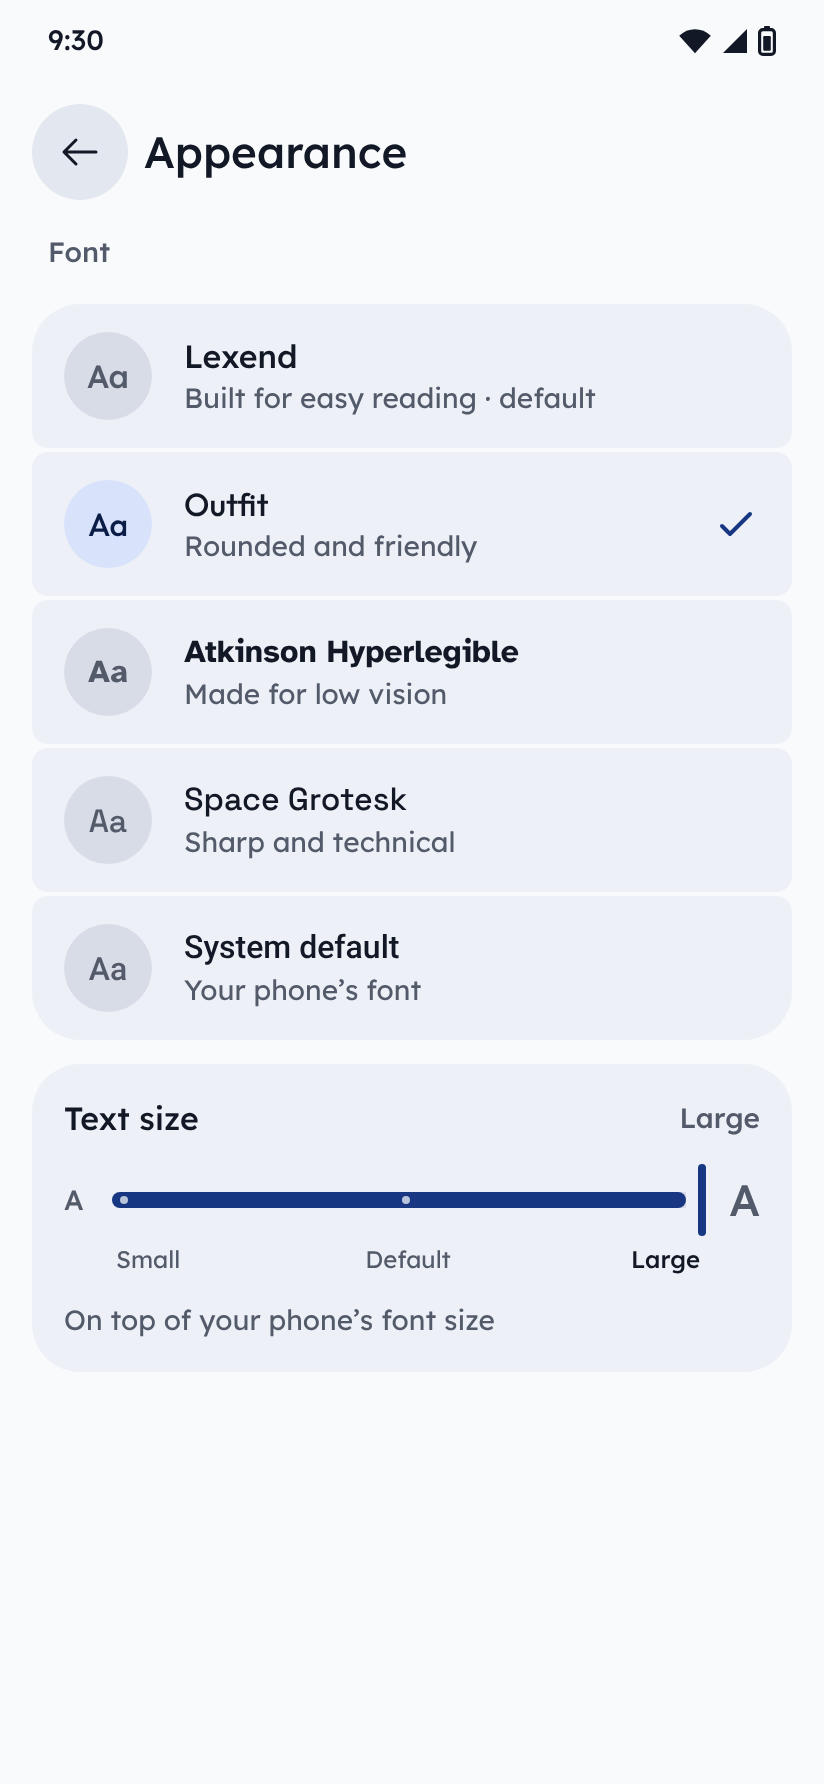 9:30
Appearance
Font
Aa
Lexend
Built for easy reading · default
Aa
Outfit
Rounded and friendly
Aa
Atkinson Hyperlegible
Made for low vision
Aa
Space Grotesk
Sharp and technical
Aa
System default
Your phone’s font
Text size
Large
A
A
Small
Default
Large
On top of your phone’s font size